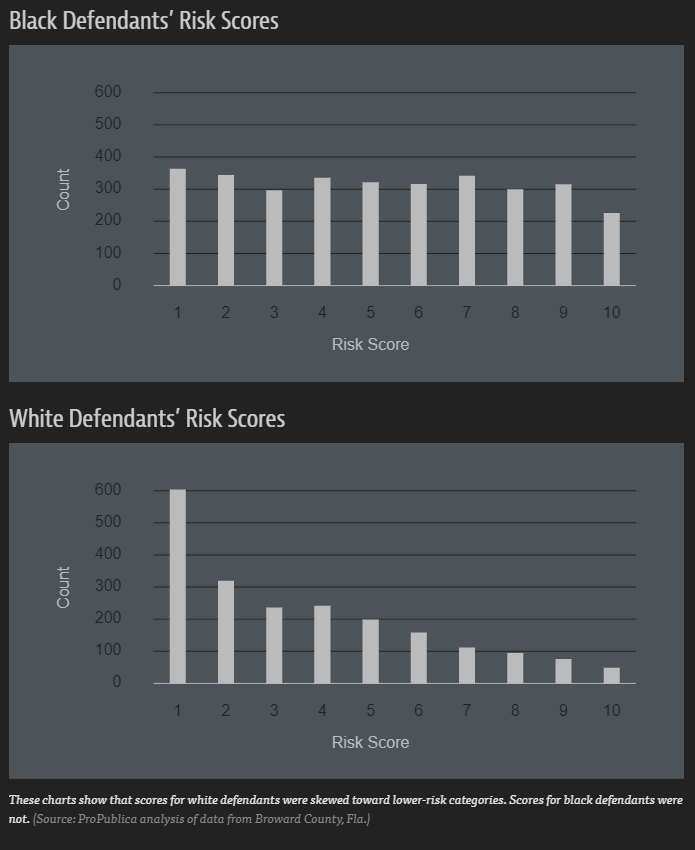 Black Defendants’ Risk Scores
600
500
400
300
200
100
0
Count
1 2 3 4 5 6 7 8 9 10
Risk Score
White Defendants’ Risk Scores
600
500
400
300
200
100
0
Count
1 2 3 4 5 6 7 8 9 10
Risk Score
These charts show that scores for white defendants were skewed toward lower-risk categories. Scores for black defendants were
not. (Source: ProPublica analysis of data from Broward County, Fla.)